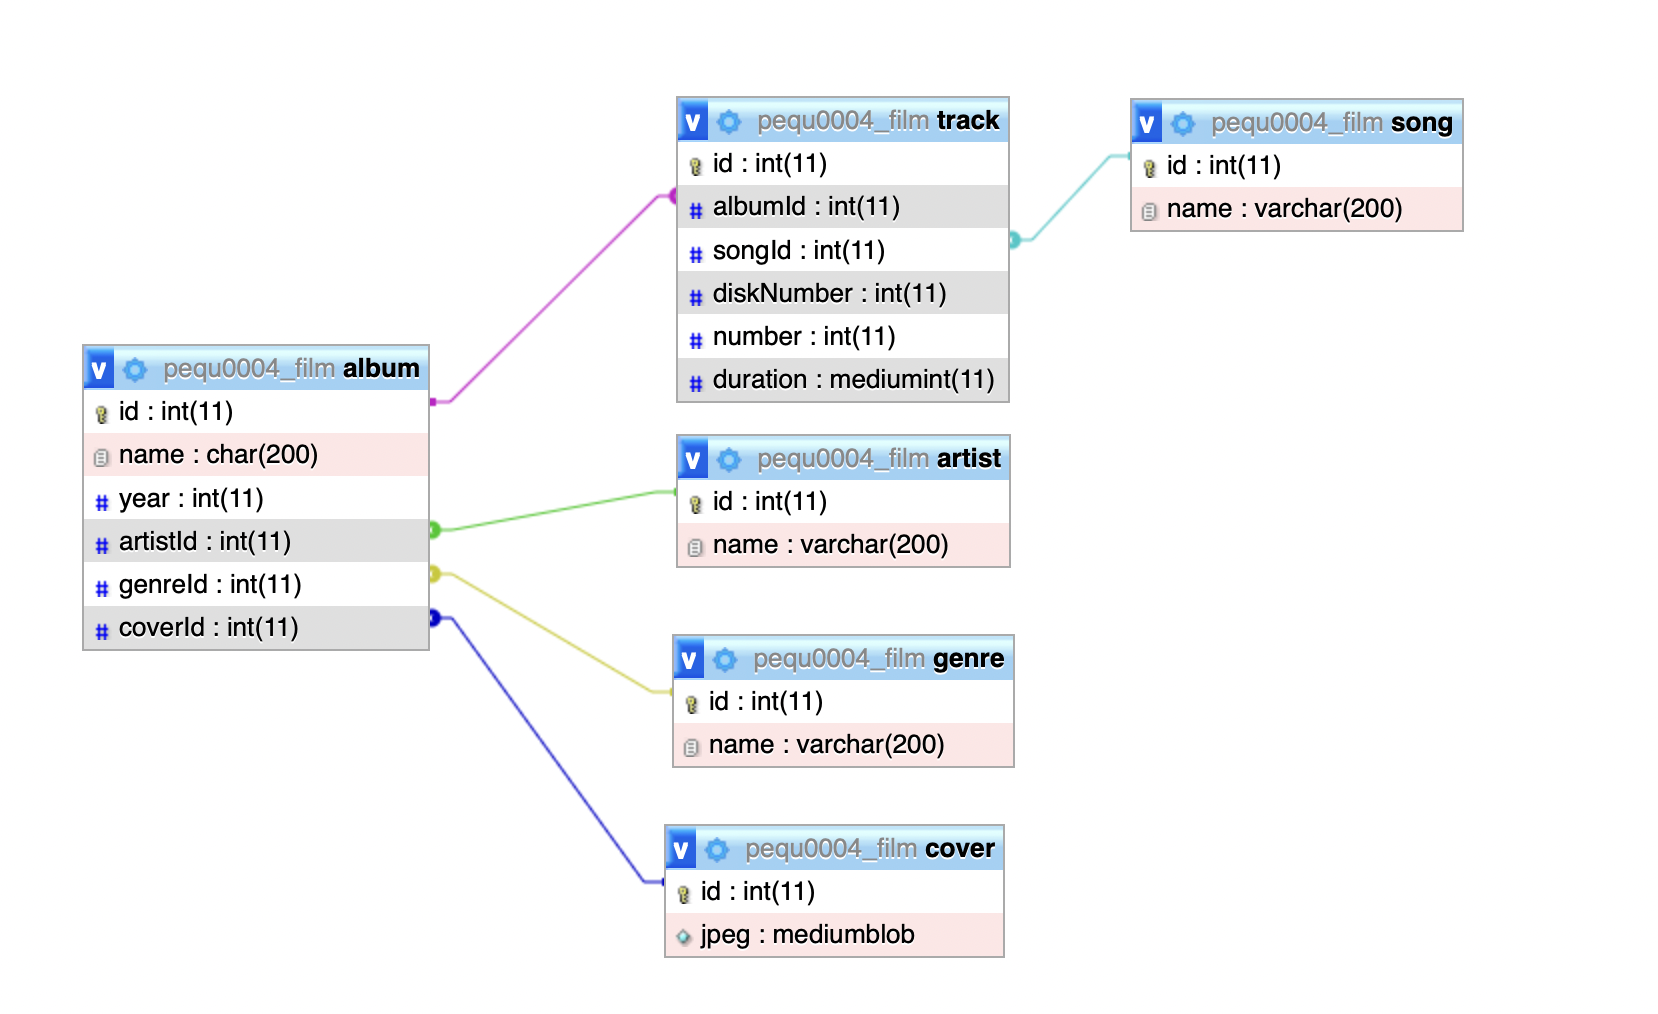 v pequ0004_film track
id : int(11)
albumId : int(11)
songId : int(11)
diskNumber : int(11)
number : int(11)
duration : mediumint(11)
v pequ0004_film song
id : int(11)
name : varchar(200)
v pequ0004_film album
id : int(11)
name : char(200)
year : int(11)
artistId : int(11)
genreId : int(11)
coverId : int(11)
v pequ0004_film artist
id : int(11)
name : varchar(200)
v pequ0004_film genre
id : int(11)
name : varchar(200)
v pequ0004_film cover
id : int(11)
jpeg : mediumblob